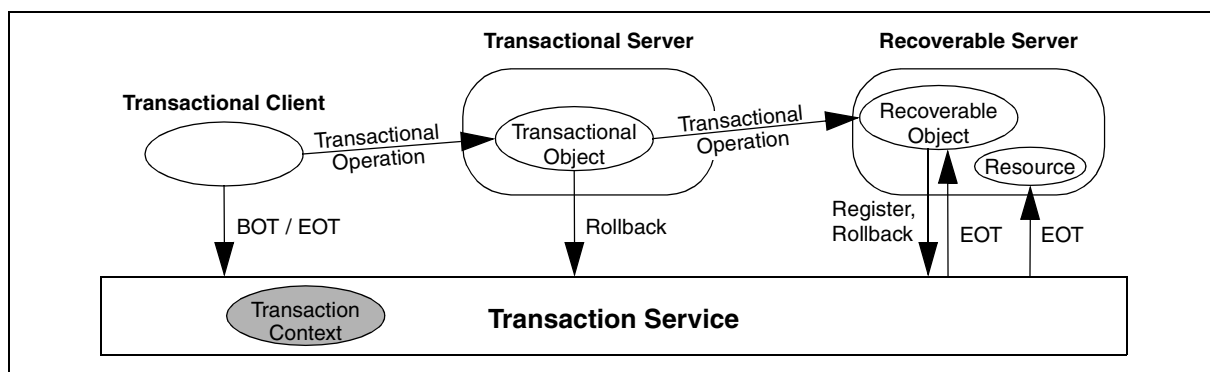 Transactional Server
Recoverable Server
Transactional Client
Transactional
Operation
Transactional
Object
Transactional
Operation
Recoverable
Object
Resource
BOT / EOT
Rollback
Register,
Rollback
EOT
EOT
Transaction
Context
Transaction Service